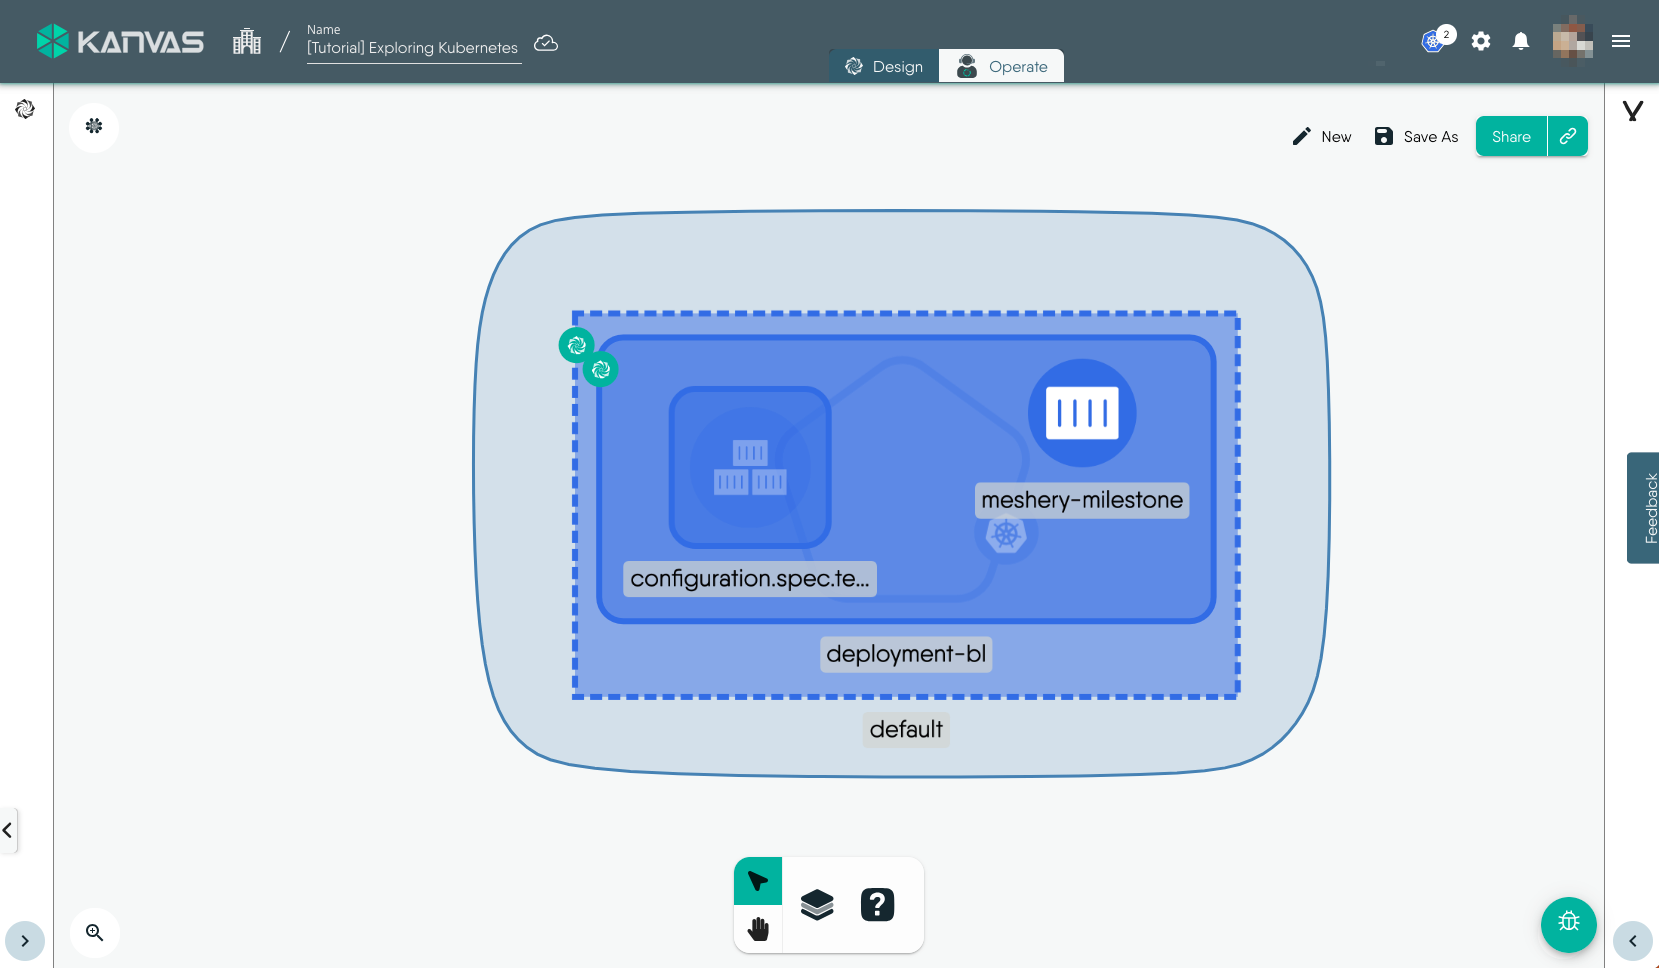 KANVAS
/
Name
[Tutorial] Exploring Kubernetes
2
Design
Operate
New
Save As
Share
meshery-milestone
configuration.spec.te...
deployment-bl
default
Feedback
?